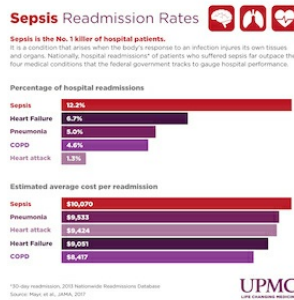 Sepsis Readmission Rates
Sepsis is the No. 1 killer of hospital patients.
It is a condition that arises when the body's response to an infection injures its own tissues
and organs. Nationally, hospital readmissions* of patients who suffered sepsis far outpace the
four medical conditions that the federal government tracks to gauge hospital performance.
Percentage of hospital readmissions
Sepsis 12.2%
Heart Failure 6.7%
Pneumonia 5.0%
COPD 4.6%
Heart attack 1.3%
Estimated average cost per readmission
Sepsis $10,070
Pneumonia $9,533
Heart attack $9,424
Heart Failure $9,051
COPD $8,417
*30-day readmission, 2013 Nationwide Readmissions Database
Source: Mayr, et al., JAMA, 2017
UPMC
LIFE CHANGING MEDICINE